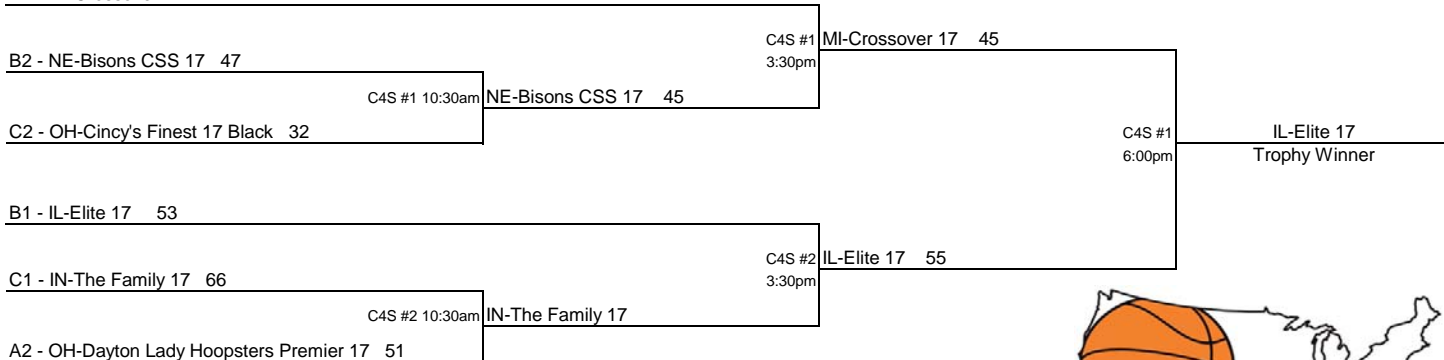 C4S #1 MI-Crossover 17 45
B2 - NE-Bisons CSS 17 47
3:30pm
C4S #1 10:30am NE-Bisons CSS 17 45
C2 - OH-Cincy's Finest 17 Black 32
C4S #1 IL-Elite 17
6:00pm Trophy Winner
B1 - IL-Elite 17 53
C4S #2 IL-Elite 17 55
C1 - IN-The Family 17 66
3:30pm
C4S #2 10:30am IN-The Family 17
A2 - OH-Dayton Lady Hoopsters Premier 17 51